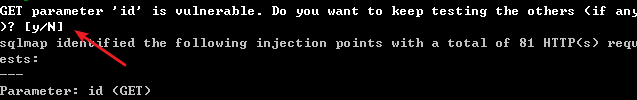 GET parameter 'id' is vulnerable. Do you want to keep testing the others (if any
)? [y/N]
sqlmap identified the following injection points with a total of 81 HTTP(s) requ
ests:
---
Parameter: id (GET)